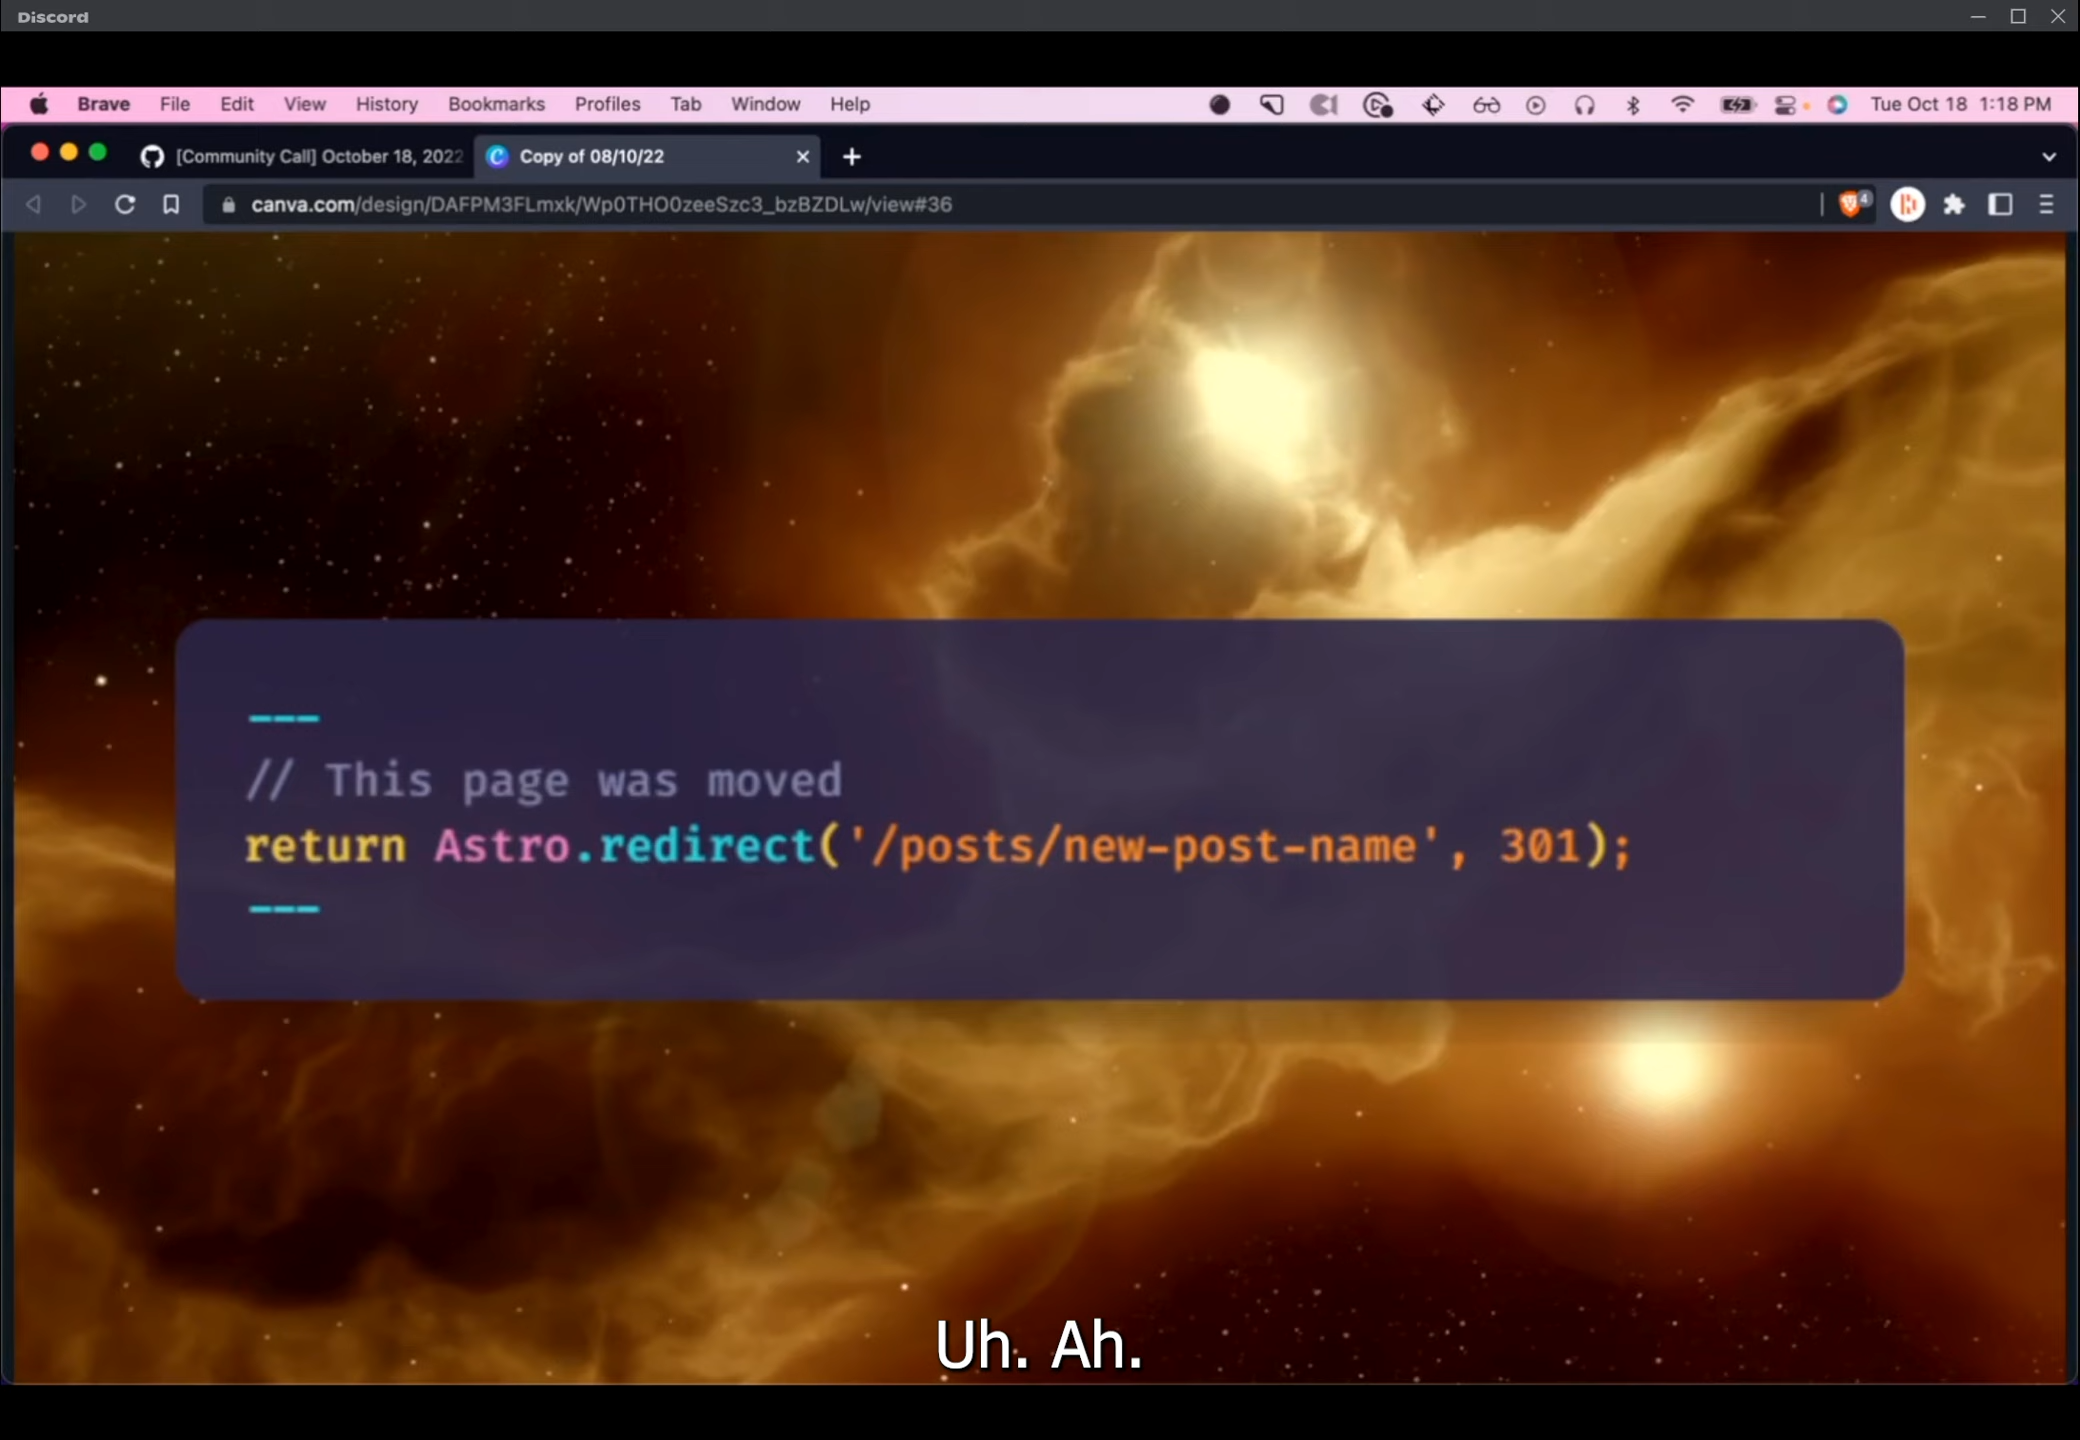 Discord
Brave File Edit View History Bookmarks Profiles Tab Window Help Tue Oct 18 1:18 PM
[Community Call] October 18, 2022 Copy of 08/10/22
canva.com/design/DAFPM3FLmxk/Wp0THO0zeeSzc3_bzBZDLw/view#36 4
---
// This page was moved
return Astro.redirect('/posts/new-post-name', 301);
---
Uh. Ah.